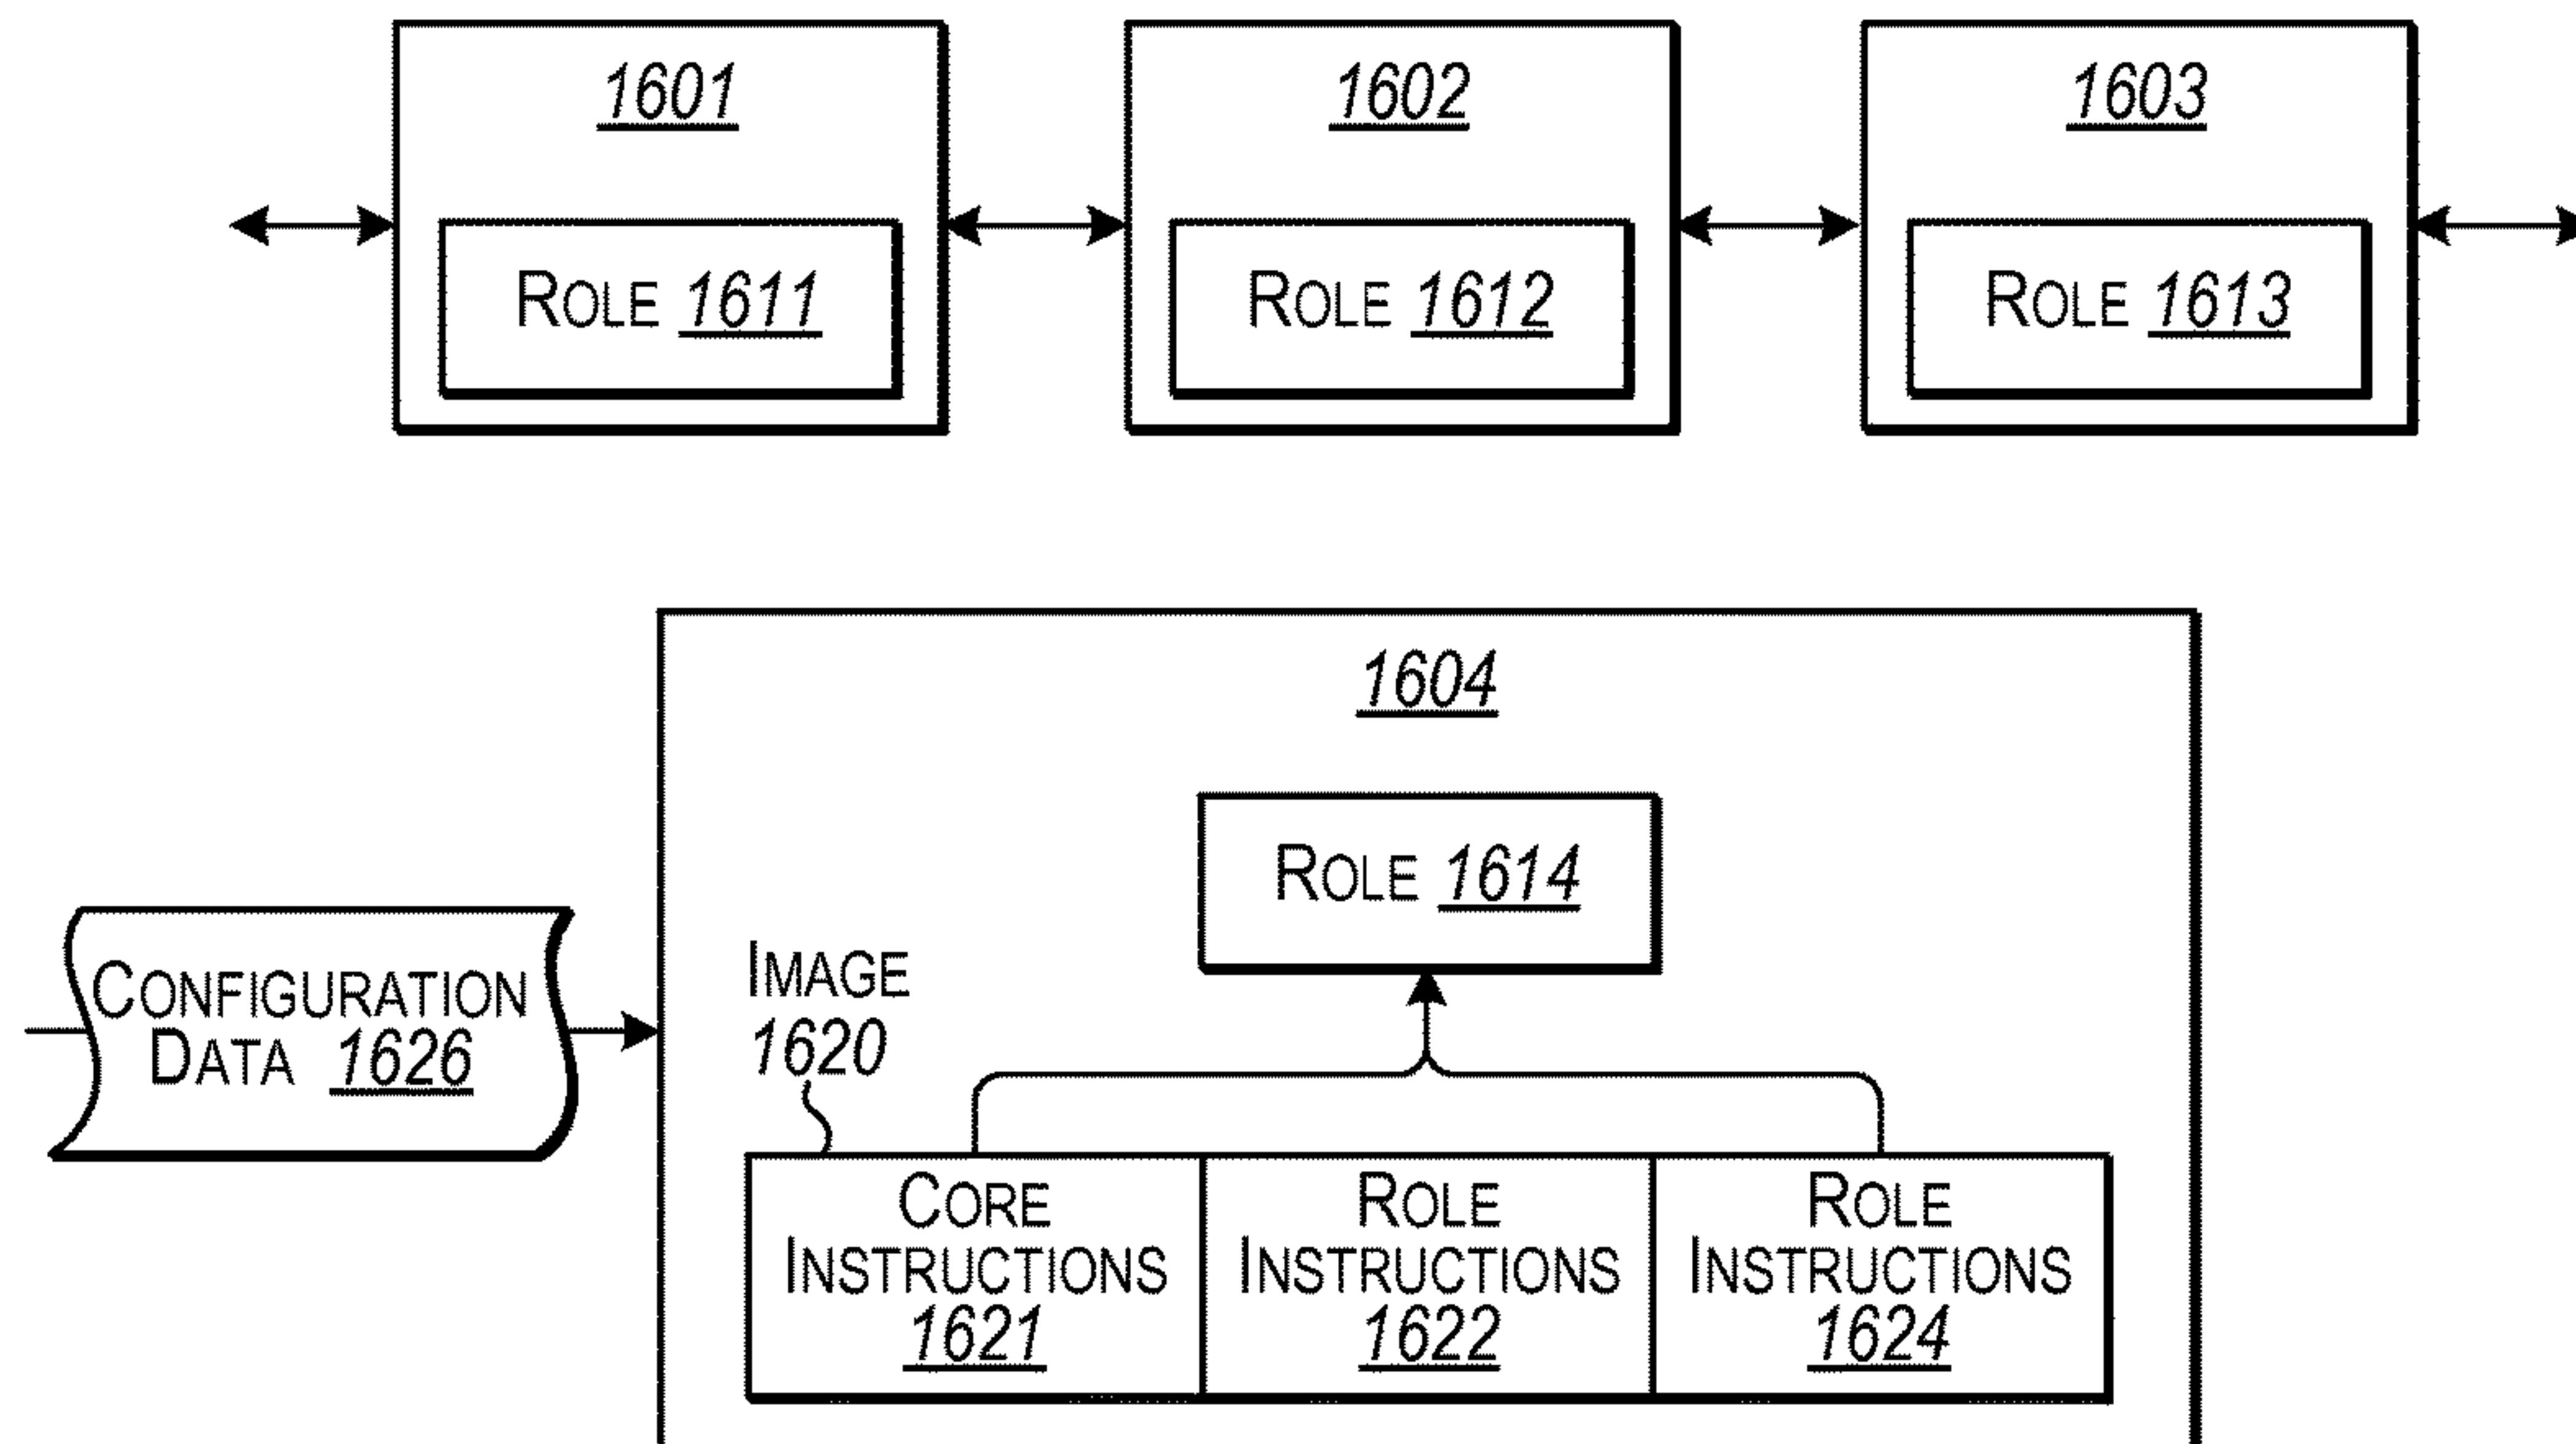 1601
1602
1603
ROLE 1611
ROLE 1612
ROLE 1613
1604
ROLE 1614
CONFIGURATION
DATA 1626
IMAGE
1620
CORE
INSTRUCTIONS
1621
ROLE
INSTRUCTIONS
1622
ROLE
INSTRUCTIONS
1624